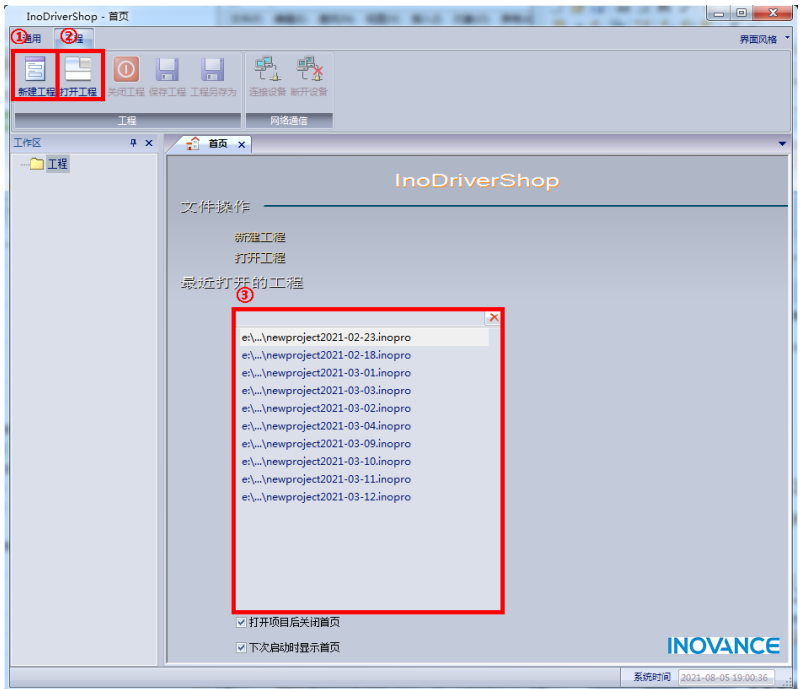 InoDriverShop - 首页
① 通用 ② 工程 界面风格
新建工程 打开工程 关闭工程 保存工程 工程另存为 连接设备 断开设备
工程 网络通信
工作区 首页
工程
InoDriverShop
文件操作
新建工程
打开工程
最近打开的工程
③
e:\...\newproject2021-02-23.inopro
e:\...\newproject2021-02-18.inopro
e:\...\newproject2021-03-01.inopro
e:\...\newproject2021-03-03.inopro
e:\...\newproject2021-03-02.inopro
e:\...\newproject2021-03-04.inopro
e:\...\newproject2021-03-09.inopro
e:\...\newproject2021-03-10.inopro
e:\...\newproject2021-03-11.inopro
e:\...\newproject2021-03-12.inopro
打开项目后关闭首页
下次启动时显示首页
INOVANCE
系统时间 2021-08-05 19:00:36